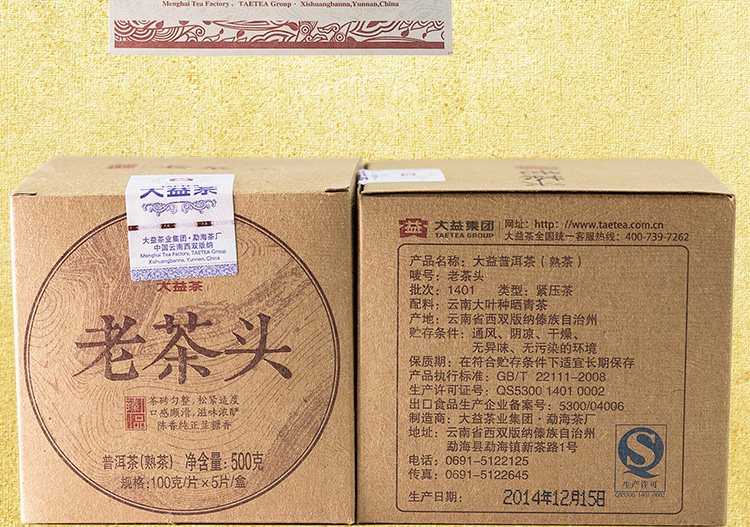 Menghai Tea Factory, TAETEA Group · Xishuangbanna,Yunnan,China
大益茶
大益茶业集团·勐海茶厂
中国云南西双版纳
Menghai Tea Factory, TAETEA Group
Xishuangbanna, Yunnan, China
大益茶
老茶头
茶砖匀整，松紧适度
口感顺滑，滋味浓酽
陈香纯正显糖香
普洱茶(熟茶) 净含量:500克
规格:100克/片×5片/盒
益 大益集团 网址: http: //www.taetea.com.cn
TAETEA GROUP 大益茶全国统一客服热线: 400-739-7262
产品名称: 大益普洱茶(熟茶)
唛号: 老茶头
批次: 1401 类型: 紧压茶
配料: 云南大叶种晒青茶
产地: 云南省西双版纳傣族自治州
贮存条件: 通风、阴凉、干燥、
无异味、无污染的环境
保质期: 在符合贮存条件下适宜长期保存
产品执行标准: GB/T 22111-2008
生产许可证号: QS5300 1401 0002
出口食品生产企业备案号: 5300/04006
制造商: 大益茶业集团·勐海茶厂
地址: 云南省西双版纳傣族自治州
勐海县勐海镇新茶路1号
电话: 0691-5122125
传真: 0691-5122645
生产日期: 2014年12月15日
生产许可
QS5300 1401 0002